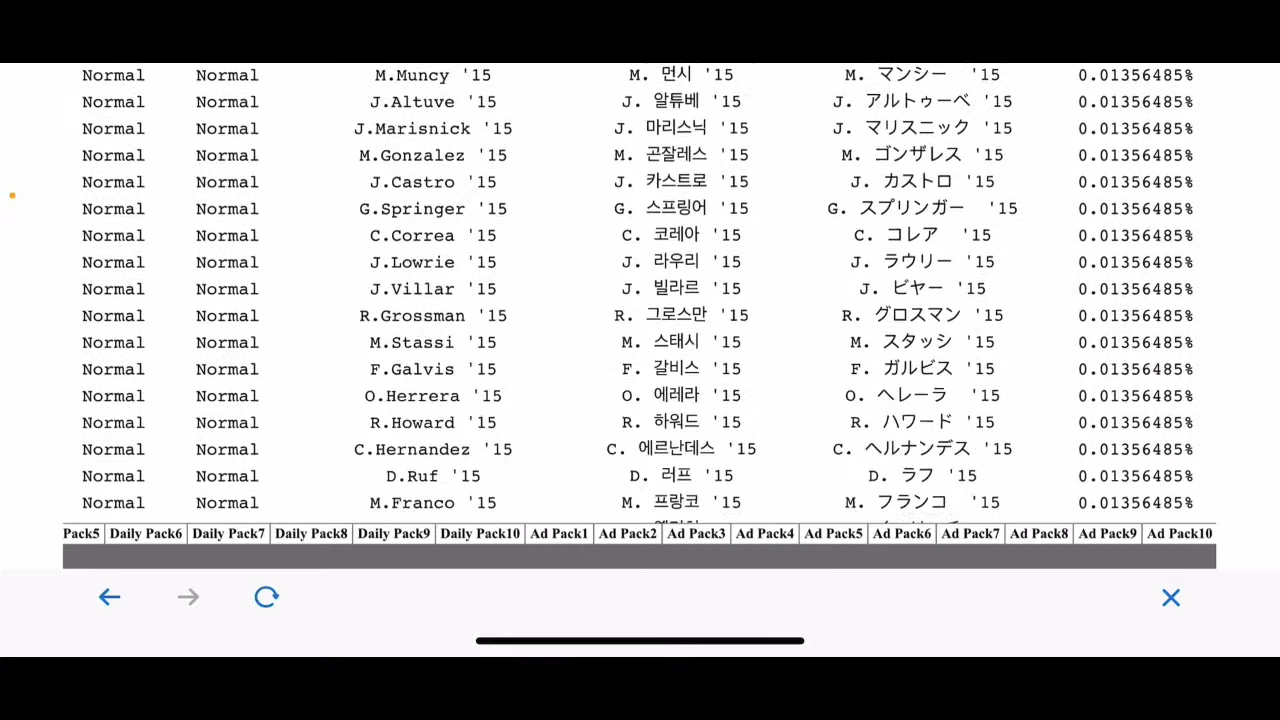 Normal Normal M.Muncy '15 M. 먼시 '15 M. マンシー '15 0.01356485%
Normal Normal J.Altuve '15 J. 알튜베 '15 J. アルトゥーベ '15 0.01356485%
Normal Normal J.Marisnick '15 J. 마리스닉 '15 J. マリスニック '15 0.01356485%
Normal Normal M.Gonzalez '15 M. 곤잘레스 '15 M. ゴンザレス '15 0.01356485%
Normal Normal J.Castro '15 J. 카스트로 '15 J. カストロ '15 0.01356485%
Normal Normal G.Springer '15 G. 스프링어 '15 G. スプリンガー '15 0.01356485%
Normal Normal C.Correa '15 C. 코레아 '15 C. コレア '15 0.01356485%
Normal Normal J.Lowrie '15 J. 라우리 '15 J. ラウリー '15 0.01356485%
Normal Normal J.Villar '15 J. 빌라르 '15 J. ビヤー '15 0.01356485%
Normal Normal R.Grossman '15 R. 그로스만 '15 R. グロスマン '15 0.01356485%
Normal Normal M.Stassi '15 M. 스태시 '15 M. スタッシ '15 0.01356485%
Normal Normal F.Galvis '15 F. 갈비스 '15 F. ガルビス '15 0.01356485%
Normal Normal O.Herrera '15 O. 에레라 '15 O. ヘレーラ '15 0.01356485%
Normal Normal R.Howard '15 R. 하워드 '15 R. ハワード '15 0.01356485%
Normal Normal C.Hernandez '15 C. 에르난데스 '15 C. ヘルナンデス '15 0.01356485%
Normal Normal D.Ruf '15 D. 러프 '15 D. ラフ '15 0.01356485%
Normal Normal M.Franco '15 M. 프랑코 '15 M. フランコ '15 0.01356485%
Pack5 Daily Pack6 Daily Pack7 Daily Pack8 Daily Pack9 Daily Pack10 Ad Pack1 Ad Pack2 Ad Pack3 Ad Pack4 Ad Pack5 Ad Pack6 Ad Pack7 Ad Pack8 Ad Pack9 Ad Pack10